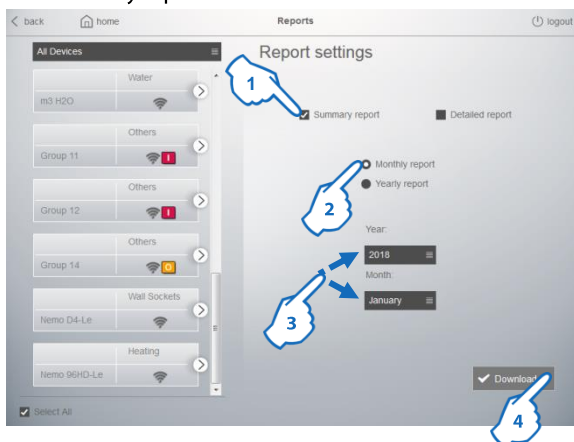 back
home
Reports
logout
All Devices
Report settings
Water
m3 H2O
1
Summary report
Detailed report
Others
Group 11
I
Monthly report
Yearly report
2
Others
Group 12
I
Year:
2018
Month:
January
3
Others
Group 14
O
Wall Sockets
Nemo D4-Le
Heating
Nemo 96HD-Le
Download
4
Select All